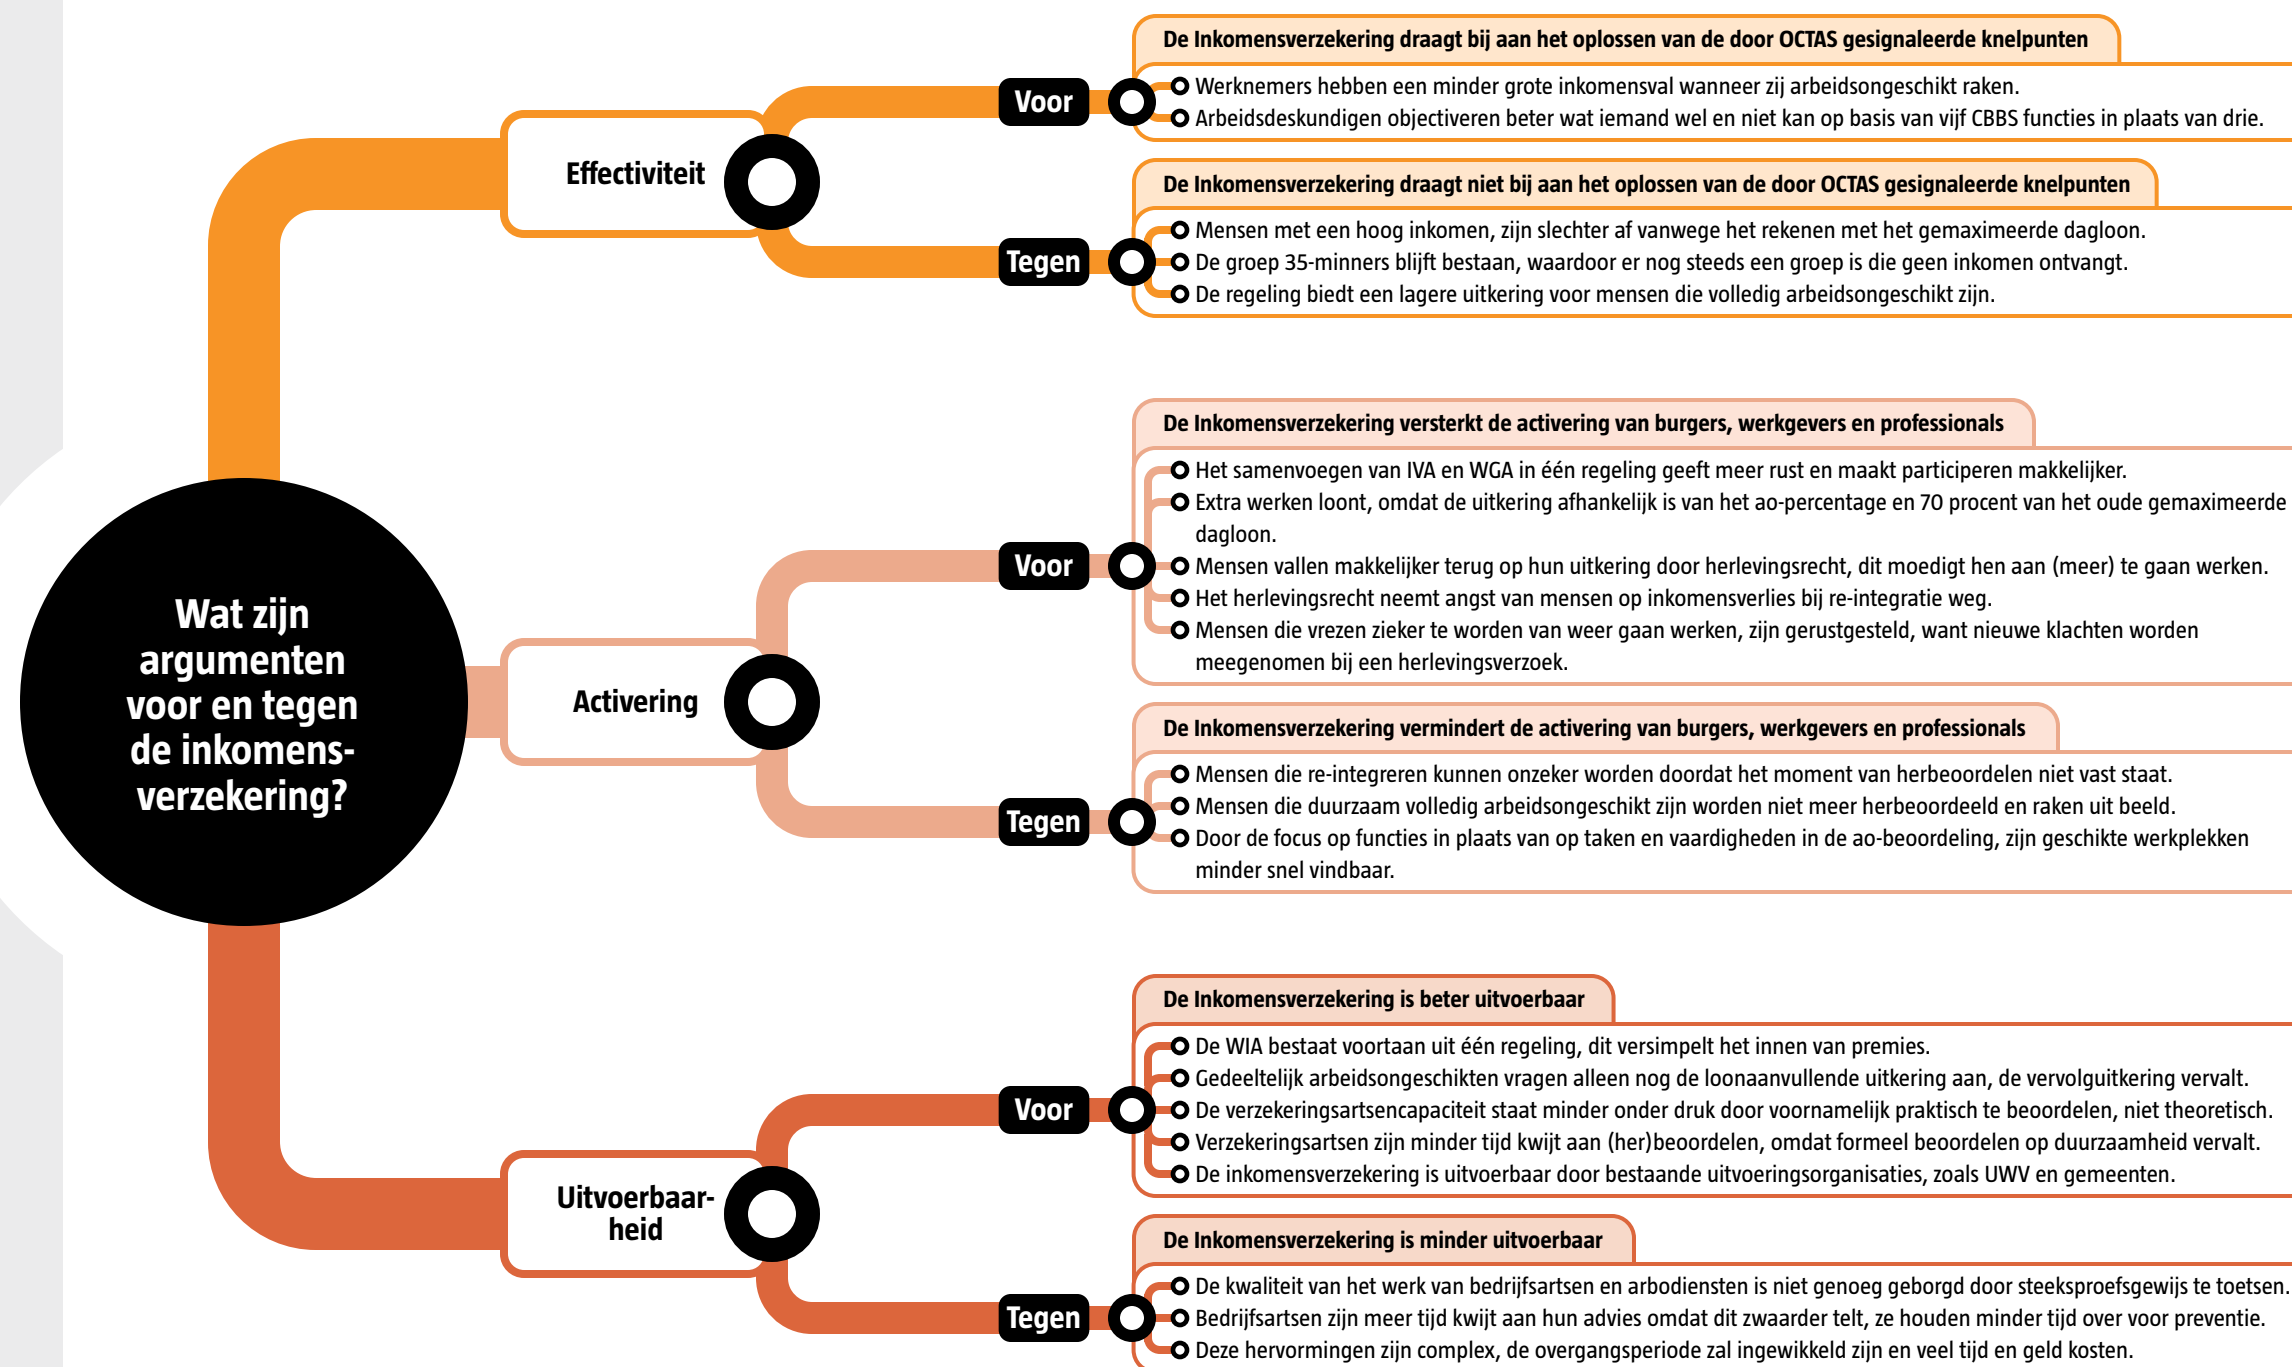 Wat zijn
argumenten
voor en tegen
de inkomens-
verzekering?
Effectiviteit
Voor
De Inkomensverzekering draagt bij aan het oplossen van de door OCTAS gesignaleerde knelpunten
Werknemers hebben een minder grote inkomensval wanneer zij arbeidsongeschikt raken.
Arbeidsdeskundigen objectiveren beter wat iemand wel en niet kan op basis van vijf CBBS functies in plaats van drie.
Tegen
De Inkomensverzekering draagt niet bij aan het oplossen van de door OCTAS gesignaleerde knelpunten
Mensen met een hoog inkomen, zijn slechter af vanwege het rekenen met het gemaximeerde dagloon.
De groep 35-minners blijft bestaan, waardoor er nog steeds een groep is die geen inkomen ontvangt.
De regeling biedt een lagere uitkering voor mensen die volledig arbeidsongeschikt zijn.
Activering
Voor
De Inkomensverzekering versterkt de activering van burgers, werkgevers en professionals
Het samenvoegen van IVA en WGA in één regeling geeft meer rust en maakt participeren makkelijker.
Extra werken loont, omdat de uitkering afhankelijk is van het ao-percentage en 70 procent van het oude gemaximeerde
dagloon.
Mensen vallen makkelijker terug op hun uitkering door herlevingsrecht, dit moedigt hen aan (meer) te gaan werken.
Het herlevingsrecht neemt angst van mensen op inkomensverlies bij re-integratie weg.
Mensen die vrezen zieker te worden van weer gaan werken, zijn gerustgesteld, want nieuwe klachten worden
meegenomen bij een herlevingsverzoek.
Tegen
De Inkomensverzekering vermindert de activering van burgers, werkgevers en professionals
Mensen die re-integreren kunnen onzeker worden doordat het moment van herbeoordelen niet vast staat.
Mensen die duurzaam volledig arbeidsongeschikt zijn worden niet meer herbeoordeeld en raken uit beeld.
Door de focus op functies in plaats van op taken en vaardigheden in de ao-beoordeling, zijn geschikte werkplekken
minder snel vindbaar.
Uitvoerbaar-
heid
Voor
De Inkomensverzekering is beter uitvoerbaar
De WIA bestaat voortaan uit één regeling, dit versimpelt het innen van premies.
Gedeeltelijk arbeidsongeschikten vragen alleen nog de loonaanvullende uitkering aan, de vervolguitkering vervalt.
De verzekeringsartsencapaciteit staat minder onder druk door voornamelijk praktisch te beoordelen, niet theoretisch.
Verzekeringsartsen zijn minder tijd kwijt aan (her)beoordelen, omdat formeel beoordelen op duurzaamheid vervalt.
De inkomensverzekering is uitvoerbaar door bestaande uitvoeringsorganisaties, zoals UWV en gemeenten.
Tegen
De Inkomensverzekering is minder uitvoerbaar
De kwaliteit van het werk van bedrijfsartsen en arbodiensten is niet genoeg geborgd door steeksproefsgewijs te toetsen.
Bedrijfsartsen zijn meer tijd kwijt aan hun advies omdat dit zwaarder telt, ze houden minder tijd over voor preventie.
Deze hervormingen zijn complex, de overgangsperiode zal ingewikkeld zijn en veel tijd en geld kosten.